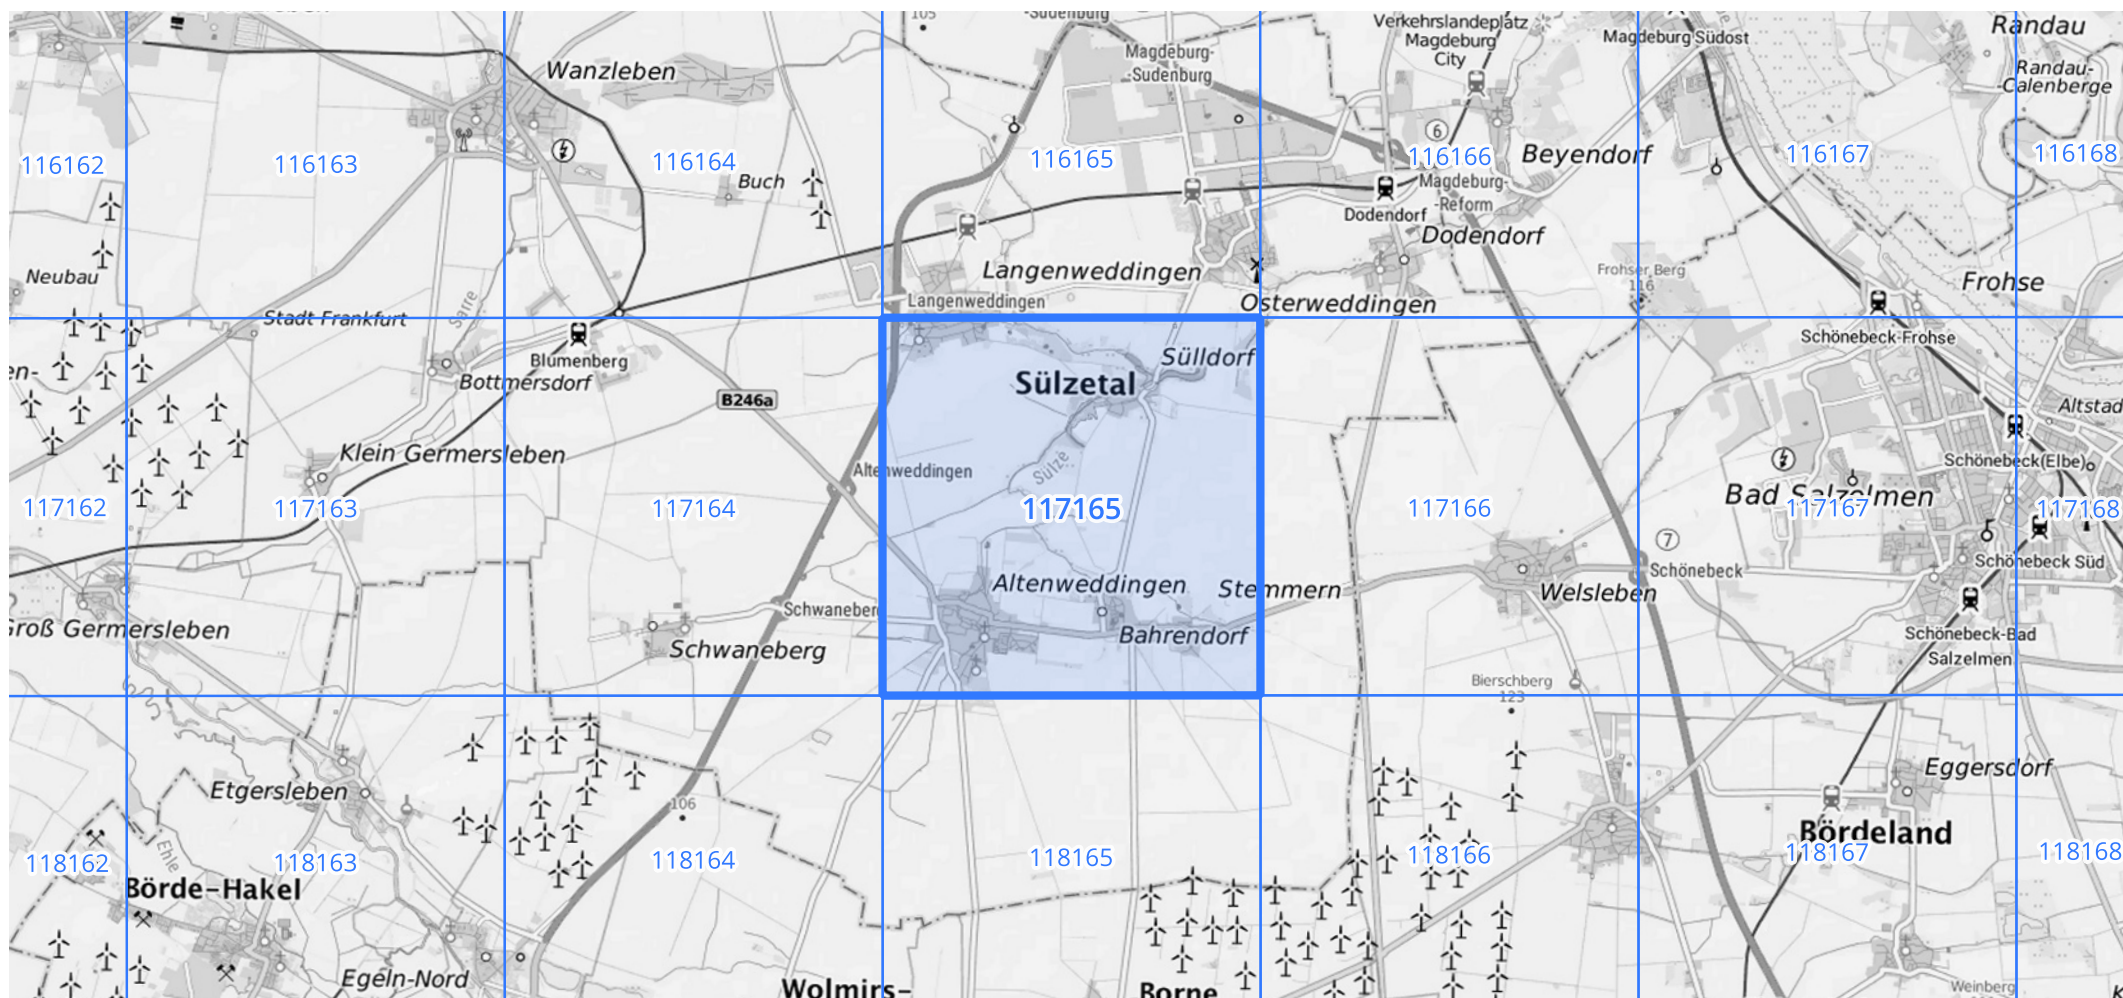 105
-Sudenburg
Verkehrslandeplatz
Magdeburg
City
Magdeburg Südost
Randau
Randau-
-Calenberge
Magdeburg-
-Sudenburg
Wanzleben
6
116162
116163
116164
116165
116166
116167
116168
Beyendorf
Buch
Magdeburg-
-Reform
Dodendorf
Dodendorf
Neubau
Langenweddingen
Langenweddingen
Osterweddingen
Frohser Berg
116
Frohse
Stadt Frankfurt
Sarre
Blumenberg
Bottmersdorf
en-
B246a
Sülldorf
Sülzetal
Schönebeck-Frohse
Altstad
Klein Germersleben
Altenweddingen
Sülze
Schönebeck(Elbe)
Bad Salzelmen
117162
117163
117164
117165
117166
117167
117168
7
Schönebeck
Schönebeck Süd
Altenweddingen
Stemmern
Welsleben
Schwaneberg
Groß Germersleben
Schwaneberg
Bahrendorf
Schönebeck-Bad
Salzelmen
Bierschberg
123
Etgersleben
106
Eggersdorf
Bördeland
Ehle
118162
118163
118164
118165
118166
118167
118168
Börde-Hakel
Egeln-Nord
Wolmirs-
Borne
Weinberg